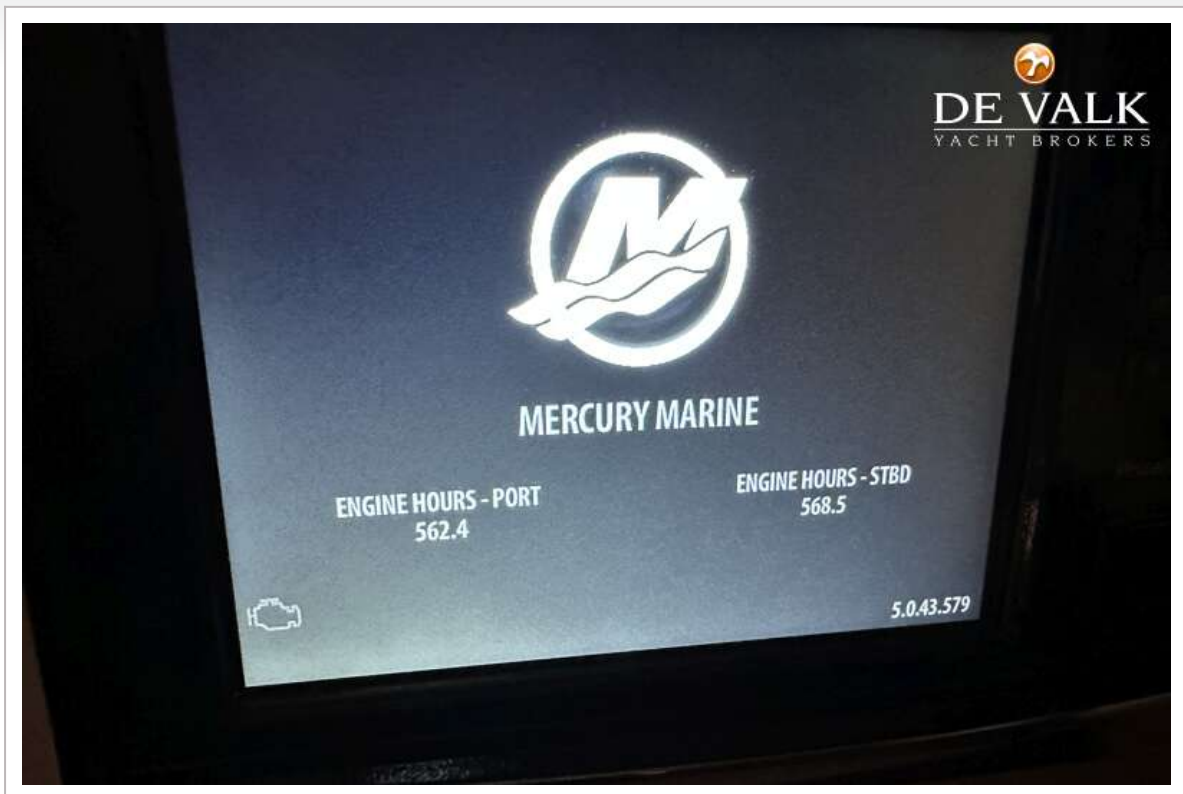 DE VALK
YACHT BROKERS
MERCURY MARINE
ENGINE HOURS - PORT
562.4
ENGINE HOURS - STBD
568.5
5.0.43.579